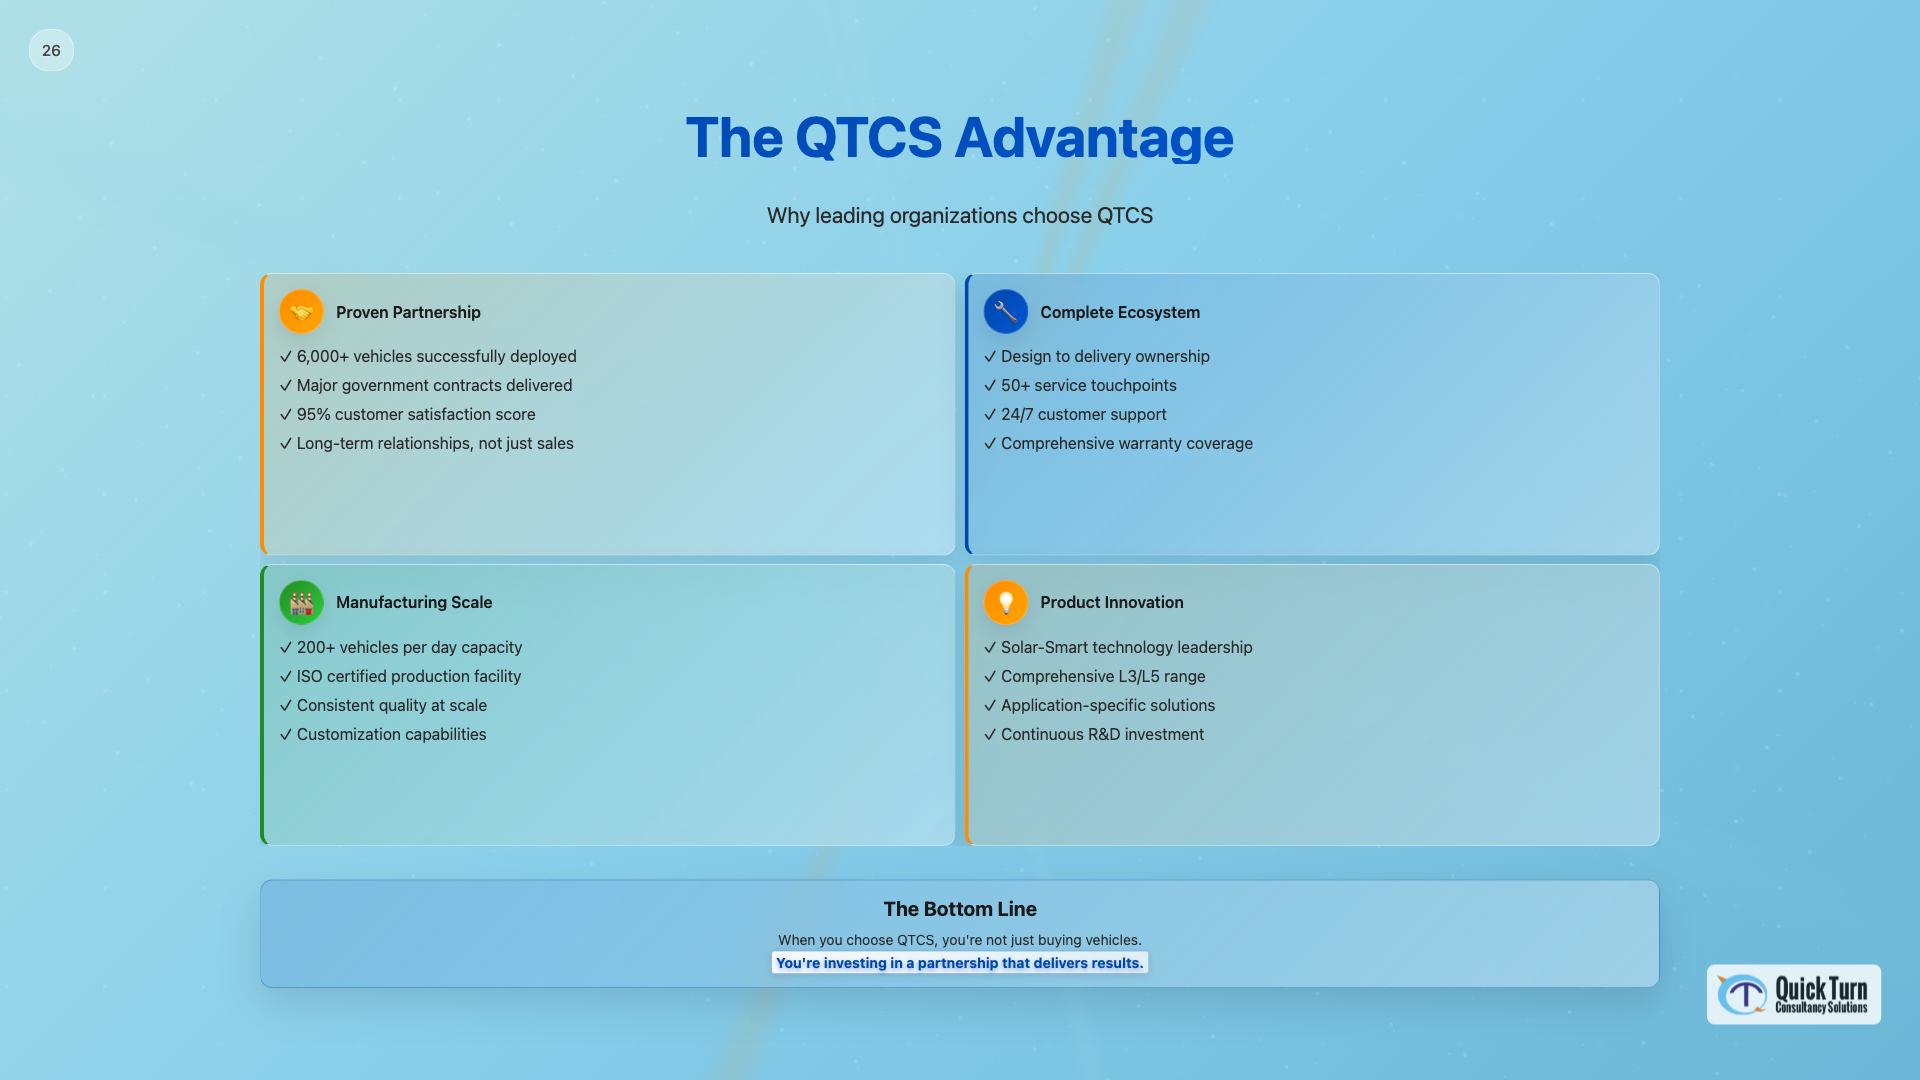 26
The QTCS Advantage
Why leading organizations choose QTCS
Proven Partnership
✓ 6,000+ vehicles successfully deployed
✓ Major government contracts delivered
✓ 95% customer satisfaction score
✓ Long-term relationships, not just sales
Complete Ecosystem
✓ Design to delivery ownership
✓ 50+ service touchpoints
✓ 24/7 customer support
✓ Comprehensive warranty coverage
Manufacturing Scale
✓ 200+ vehicles per day capacity
✓ ISO certified production facility
✓ Consistent quality at scale
✓ Customization capabilities
Product Innovation
✓ Solar-Smart technology leadership
✓ Comprehensive L3/L5 range
✓ Application-specific solutions
✓ Continuous R&D investment
The Bottom Line
When you choose QTCS, you're not just buying vehicles.
You're investing in a partnership that delivers results.
Quick Turn
Consultancy Solutions